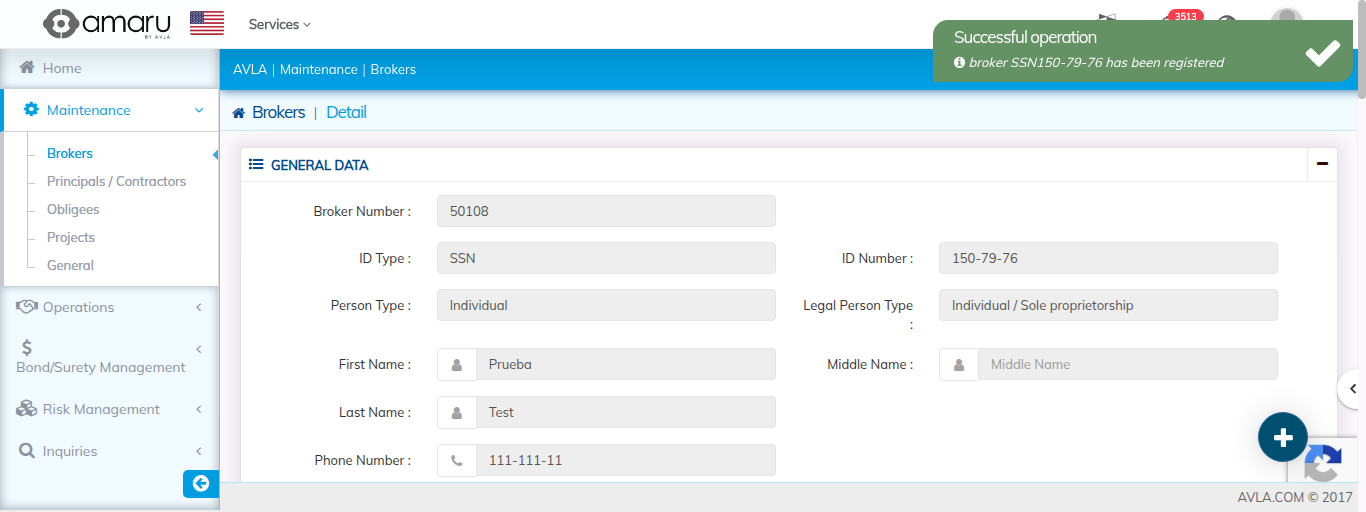 amaru
BY AVLA
Services
3513
Successful operation
broker SSN150-79-76 has been registered
Home
AVLA | Maintenance | Brokers
Maintenance
Brokers | Detail
Brokers
Principals / Contractors
Obligees
Projects
General
Operations
Bond/Surety Management
Risk Management
Inquiries
GENERAL DATA
Broker Number : 50108
ID Type : SSN
ID Number : 150-79-76
Person Type : Individual
Legal Person Type : Individual / Sole proprietorship
First Name : Prueba
Middle Name : Middle Name
Last Name : Test
Phone Number : 111-111-11
AVLA.COM © 2017